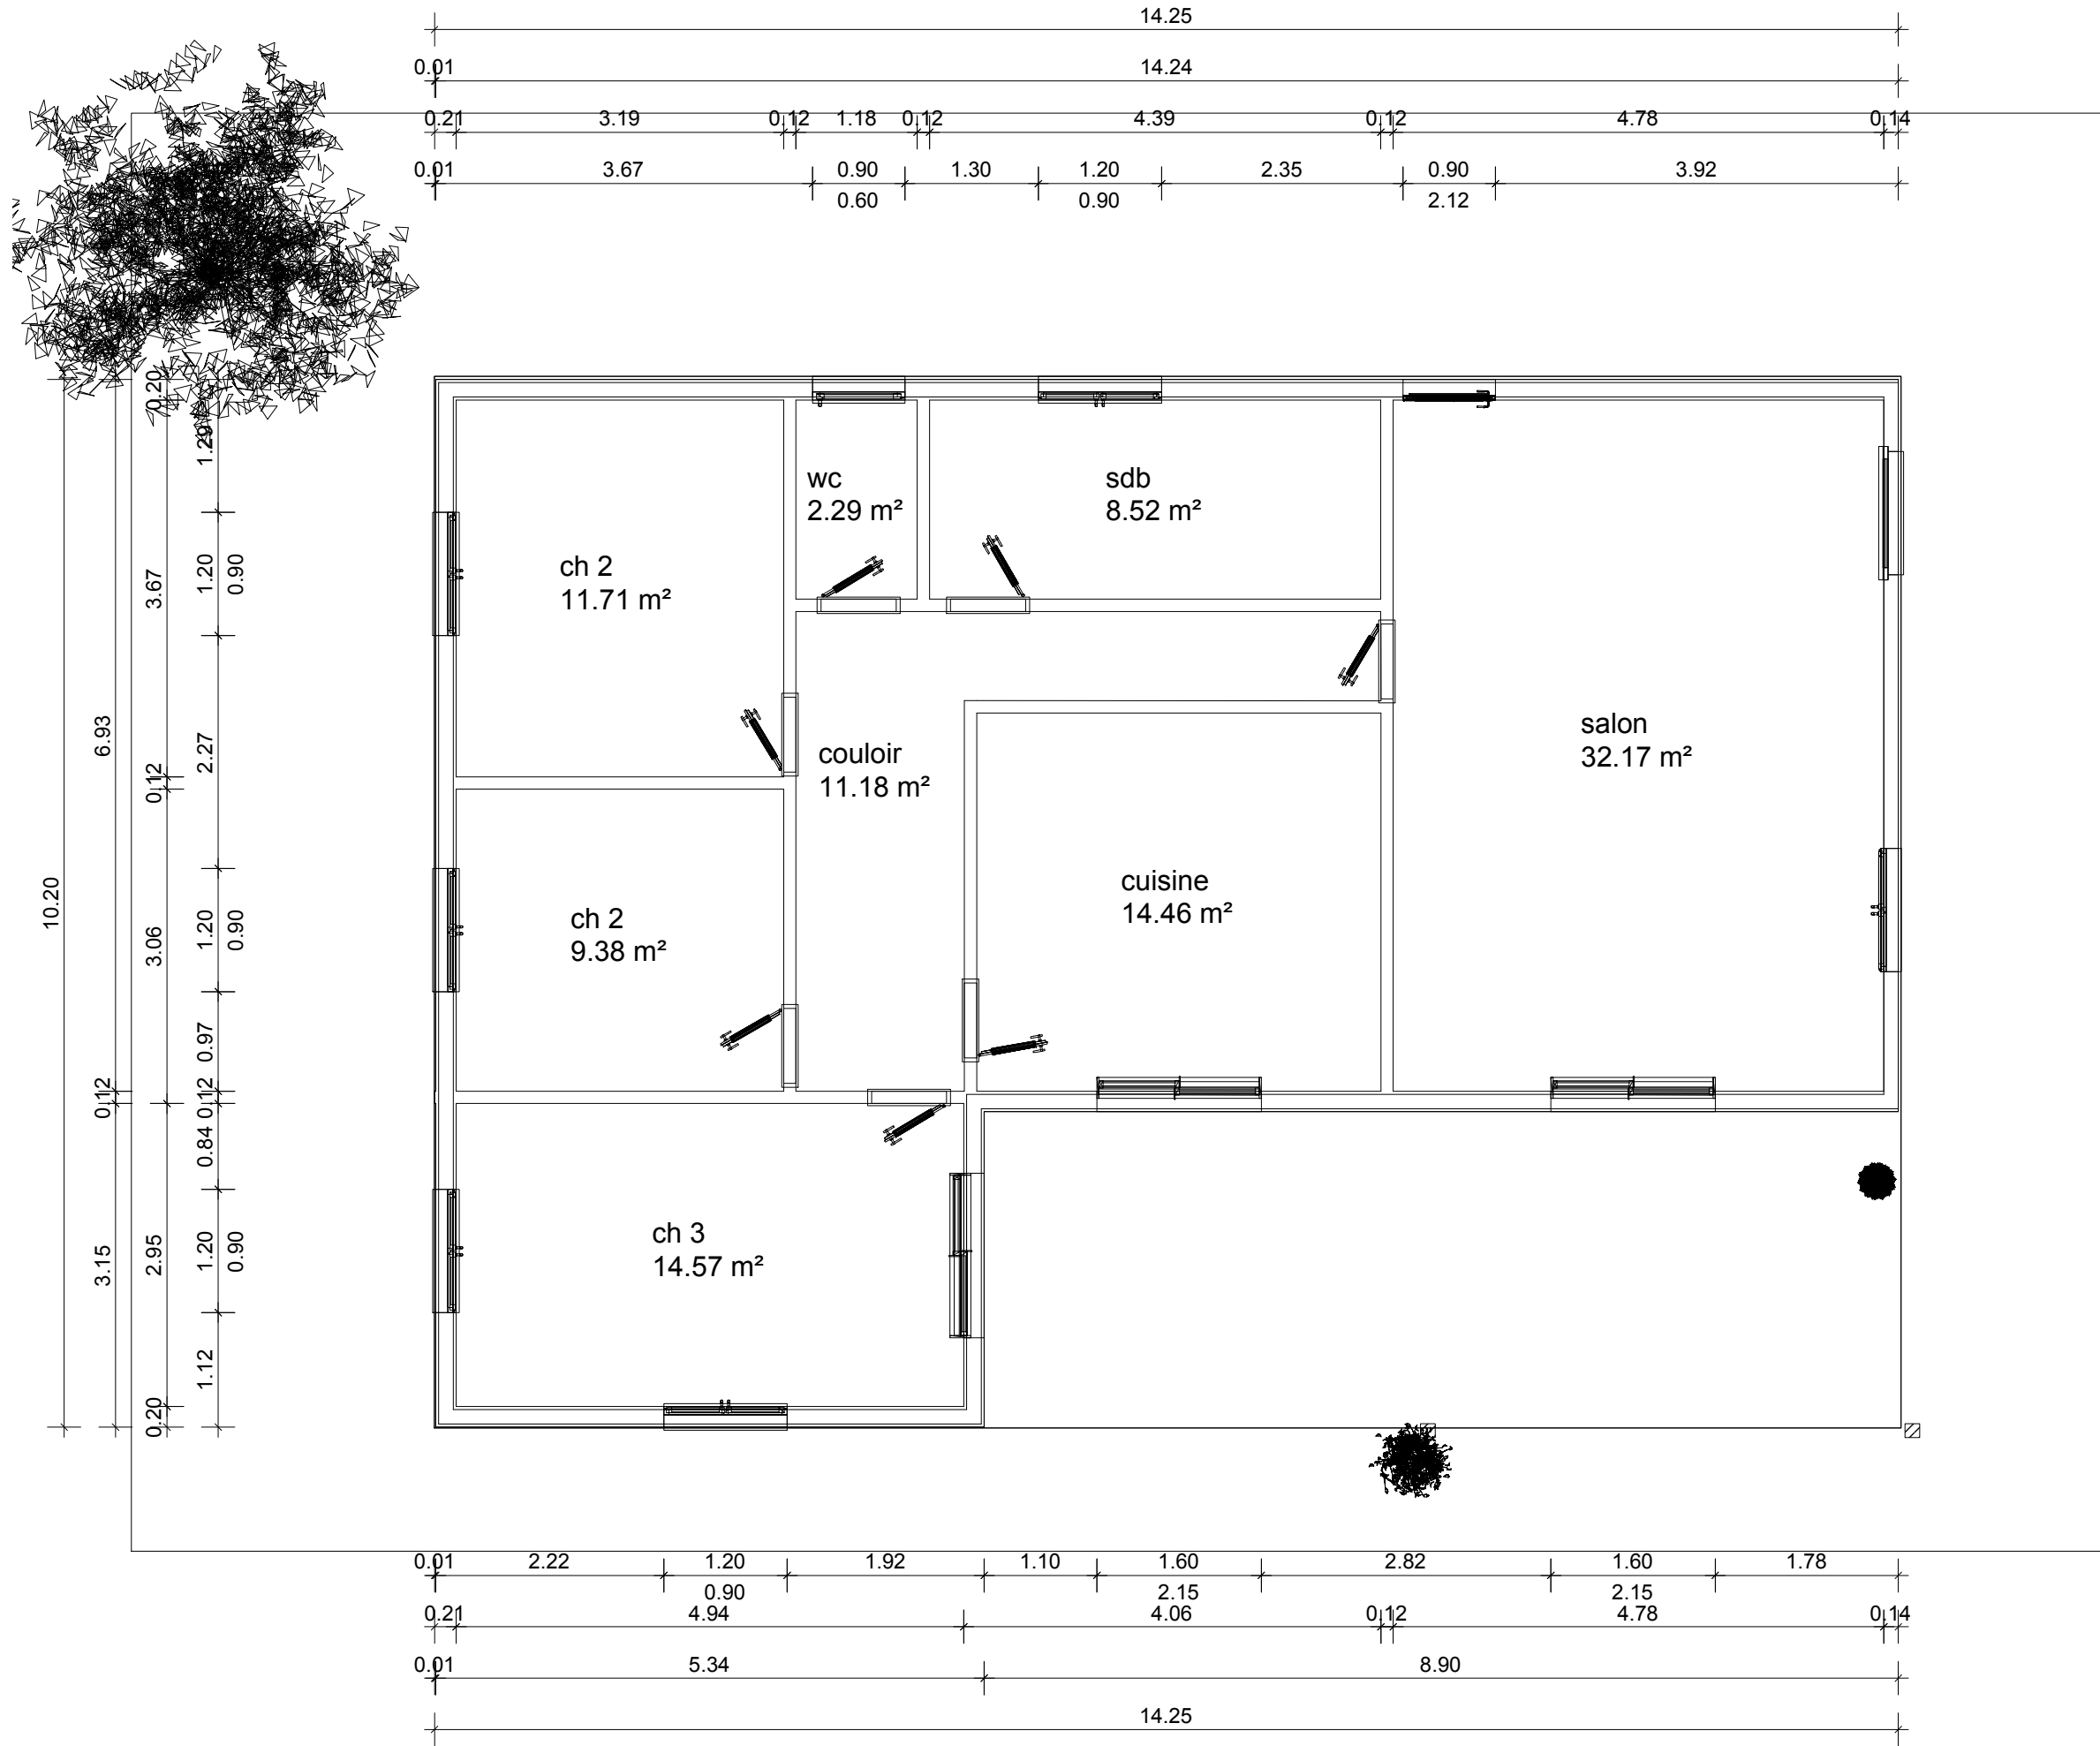 14.25
0.01 14.24
0.21 3.19 0.12 1.18 0.12 4.39 0.12 4.78 0.14
0.01 3.67 0.90 1.30 1.20 2.35 0.90 3.92
0.60 0.90 2.12
wc
2.29 m²
sdb
8.52 m²
ch 2
11.71 m²
salon
32.17 m²
couloir
11.18 m²
cuisine
14.46 m²
ch 2
9.38 m²
ch 3
14.57 m²
10.20
6.93 0.12 3.15
0.20 3.67 0.12 3.06 2.95 0.20
1.29 1.20 2.27 1.20 0.97 0.12 0.84 1.20 1.12
0.90 0.90 0.90
0.01 2.22 1.20 1.92 1.10 1.60 2.82 1.60 1.78
0.90 2.15 2.15
0.21 4.94 4.06 0.12 4.78 0.14
0.01 5.34 8.90
14.25